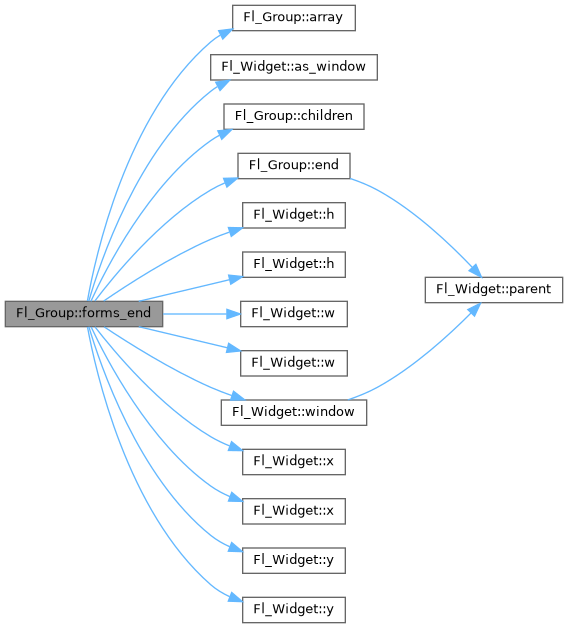 Fl_Group::array
Fl_Widget::as_window
Fl_Group::children
Fl_Group::end
Fl_Widget::h
Fl_Widget::h
Fl_Widget::parent
Fl_Group::forms_end
Fl_Widget::w
Fl_Widget::w
Fl_Widget::window
Fl_Widget::x
Fl_Widget::x
Fl_Widget::y
Fl_Widget::y